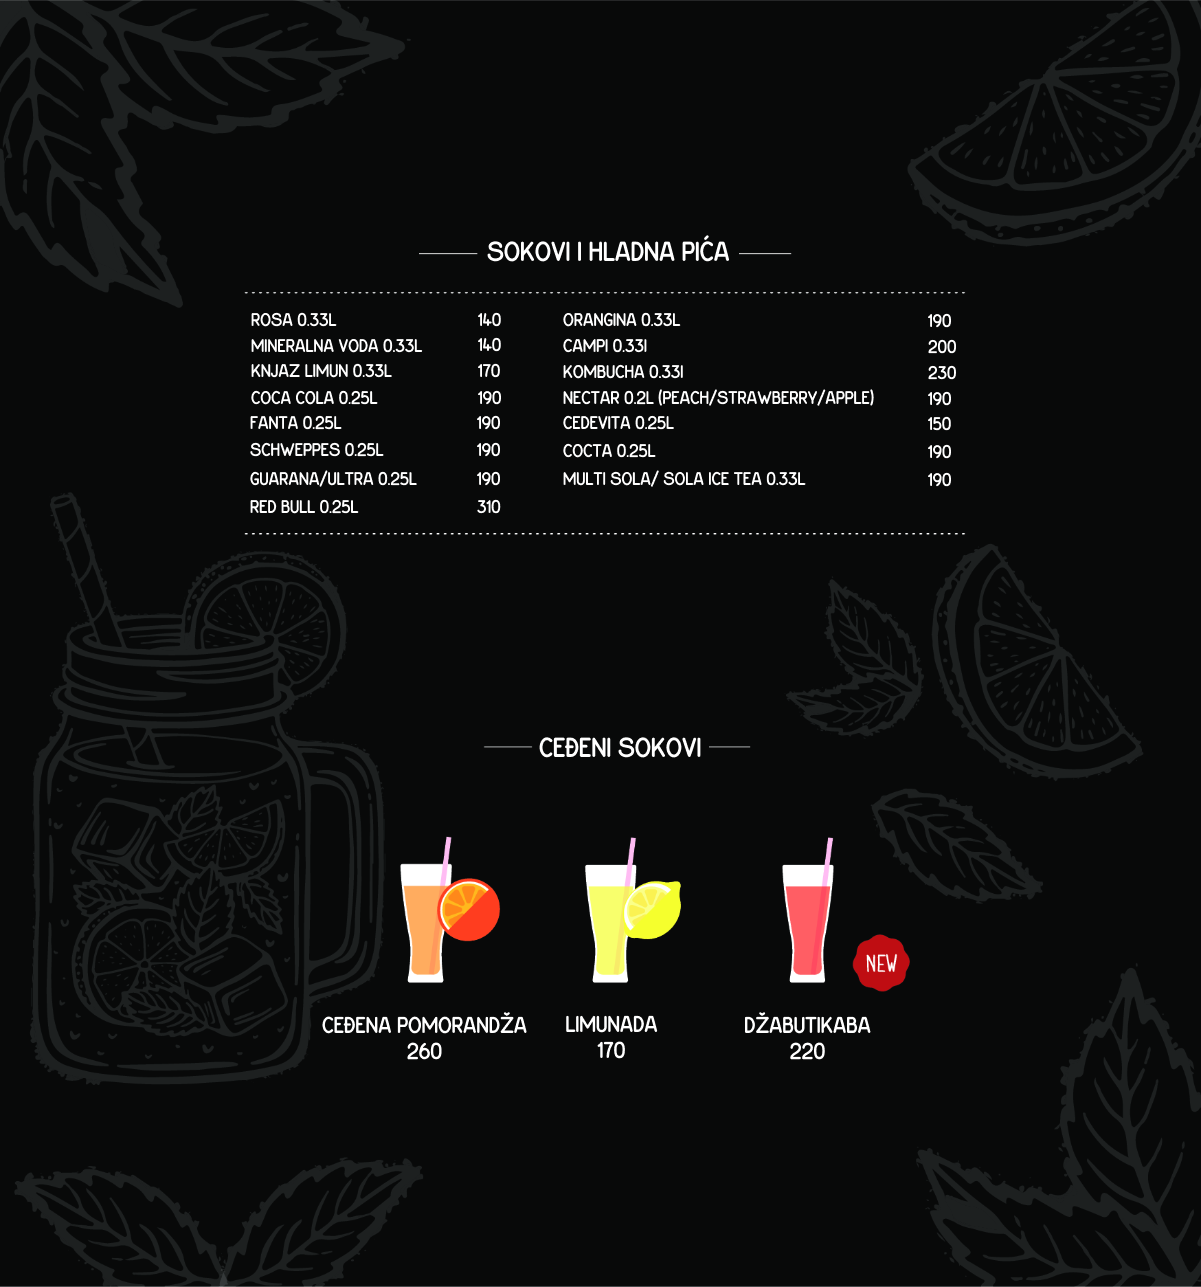 SOKOVI I HLADNA PIĆA
ROSA 0.33L 140
MINERALNA VODA 0.33L 140
KNJAZ LIMUN 0.33L 170
COCA COLA 0.25L 190
FANTA 0.25L 190
SCHWEPPES 0.25L 190
GUARANA/ULTRA 0.25L 190
RED BULL 0.25L 310
ORANGINA 0.33L 190
CAMPI 0.33l 200
KOMBUCHA 0.33l 230
NECTAR 0.2L (PEACH/STRAWBERRY/APPLE) 190
CEDEVITA 0.25L 150
COCTA 0.25L 190
MULTI SOLA/ SOLA ICE TEA 0.33L 190
CEĐENI SOKOVI
CEĐENA POMORANDŽA
260
LIMUNADA
170
NEW
DŽABUTIKABA
220